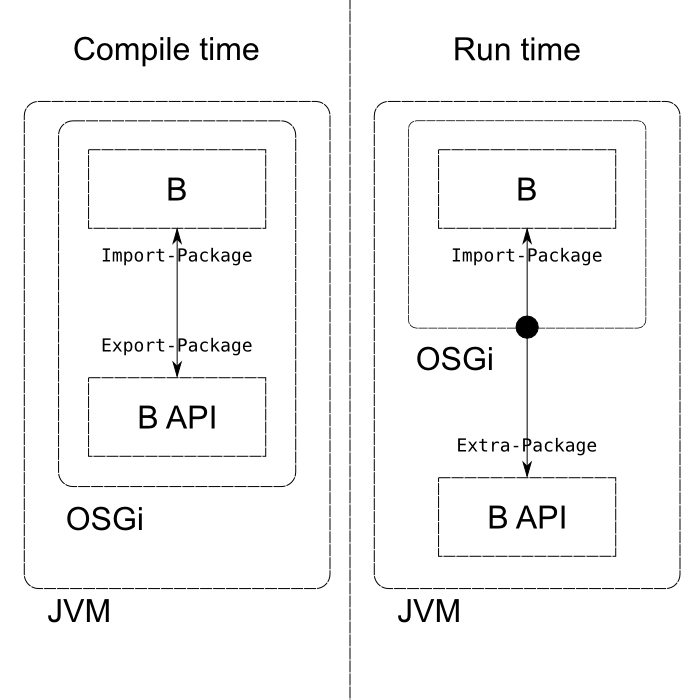 Compile time
B
Import-Package
Export-Package
B API
OSGi
JVM
Run time
B
Import-Package
OSGi
Extra-Package
B API
JVM